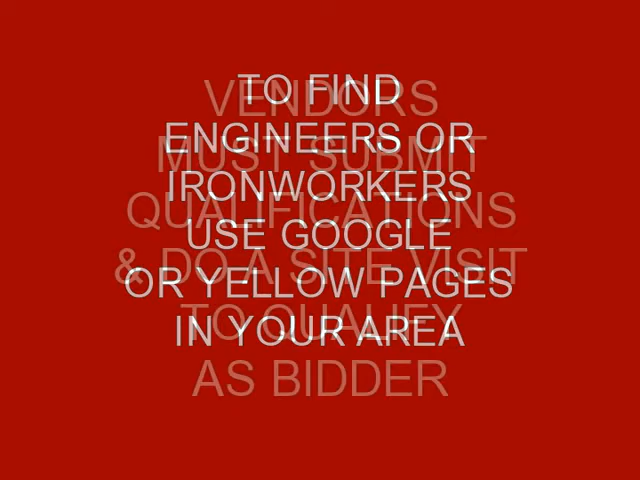 TO FIND
ENGINEERS OR
IRONWORKERS
USE GOOGLE
OR YELLOW PAGES
IN YOUR AREA
VENDORS
MUST SUBMIT
QUALIFICATIONS
& DO A SITE VISIT
TO QUALIFY
AS BIDDER